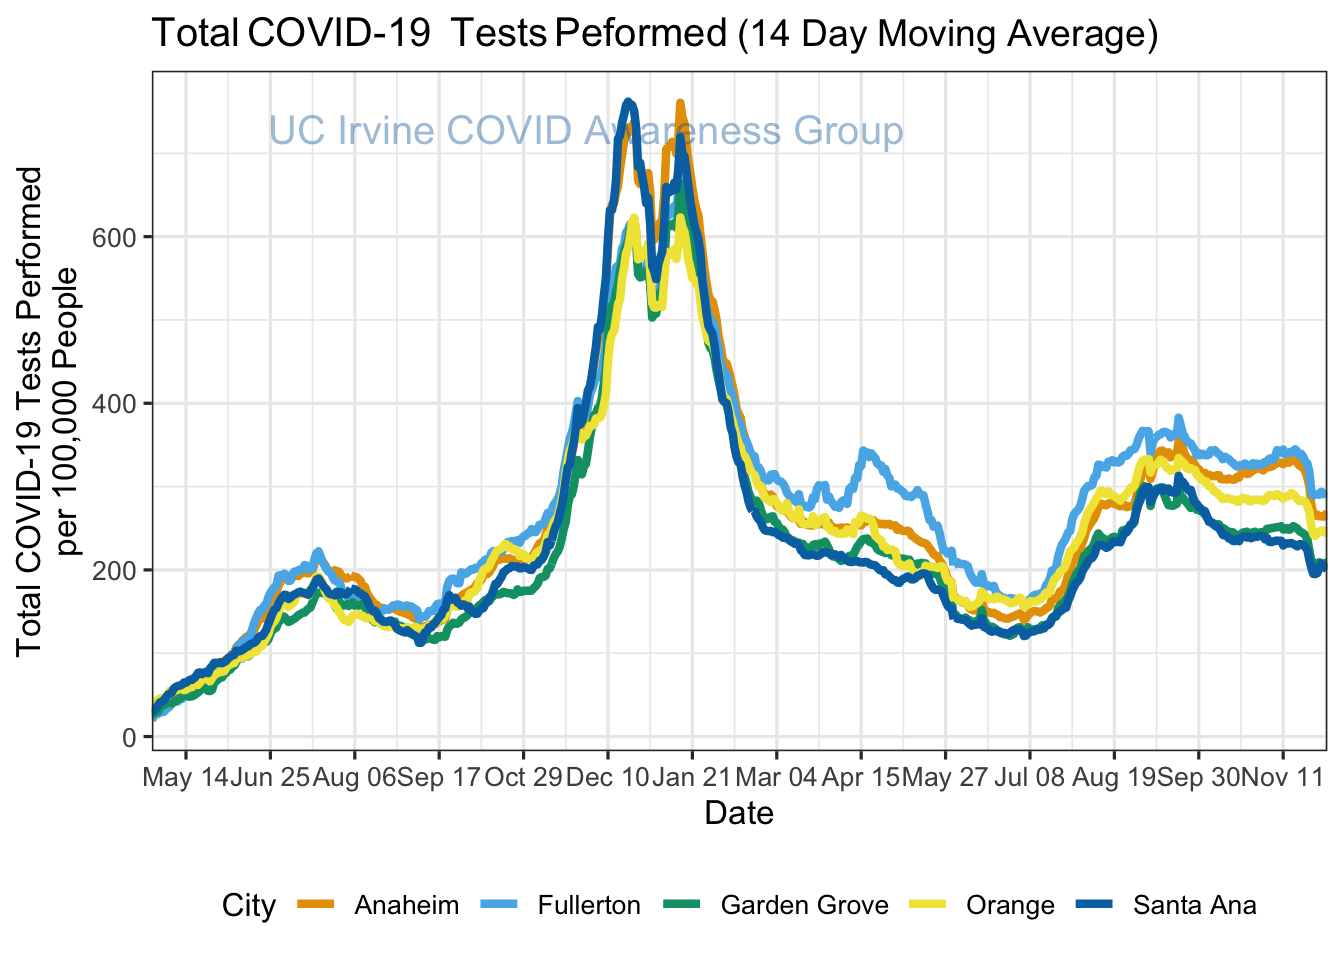 Total COVID-19  Tests Peformed (14 Day Moving Average)
UC Irvine COVID Awareness Group
Total COVID-19 Tests Performed
per 100,000 People
600
400
200
0
May 14 Jun 25 Aug 06 Sep 17 Oct 29 Dec 10 Jan 21 Mar 04 Apr 15 May 27 Jul 08 Aug 19 Sep 30 Nov 11
Date
City Anaheim Fullerton Garden Grove Orange Santa Ana